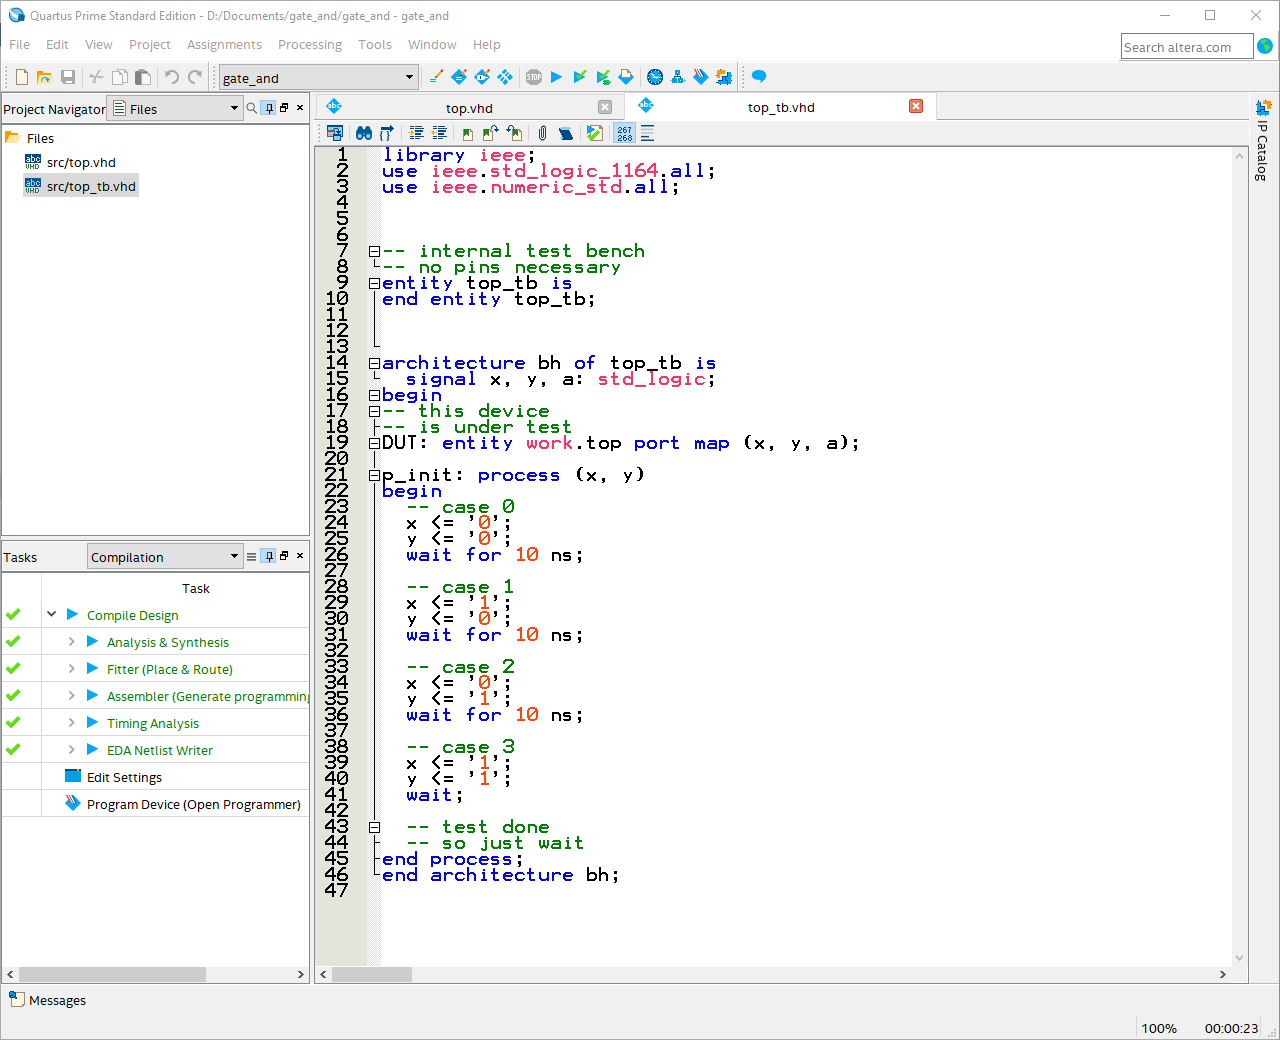 Quartus Prime Standard Edition - D:/Documents/gate_and/gate_and - gate_and
File Edit View Project Assignments Processing Tools Window Help
Search altera.com
gate_and
STOP
Project Navigator Files
top.vhd
top_tb.vhd
Files
src/top.vhd
src/top_tb.vhd
267
268
1 library ieee;
2 use ieee.std_logic_1164.all;
3 use ieee.numeric_std.all;
4
5
6
7 -- internal test bench
8 -- no pins necessary
9 entity top_tb is
10 end entity top_tb;
11
12
13
14 architecture bh of top_tb is
15 signal x, y, a: std_logic;
16 begin
17 -- this device
18 -- is under test
19 DUT: entity work.top port map (x, y, a);
20
21 p_init: process (x, y)
22 begin
23 -- case 0
24 x <= '0';
25 y <= '0';
26 wait for 10 ns;
27
28 -- case 1
29 x <= '1';
30 y <= '0';
31 wait for 10 ns;
32
33 -- case 2
34 x <= '0';
35 y <= '1';
36 wait for 10 ns;
37
38 -- case 3
39 x <= '1';
40 y <= '1';
41 wait;
42
43 -- test done
44 -- so just wait
45 end process;
46 end architecture bh;
47
IP Catalog
Tasks Compilation
Task
Compile Design
Analysis & Synthesis
Fitter (Place & Route)
Assembler (Generate programming
Timing Analysis
EDA Netlist Writer
Edit Settings
Program Device (Open Programmer)
Messages
100% 00:00:23